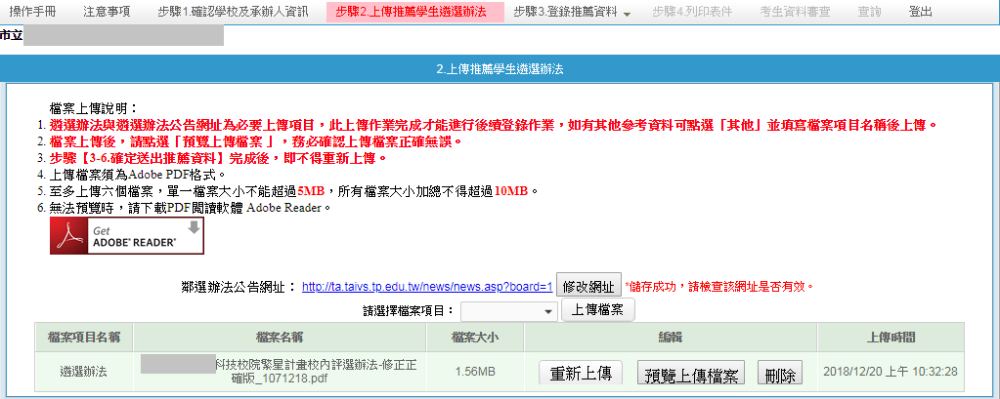 操作手冊 注意事項 步驟1.確認學校及承辦人資訊 步驟2.上傳推薦學生遴選辦法 步驟3.登錄推薦資料 步驟4.列印表件 考生資料審查 查詢 登出
市立
2.上傳推薦學生遴選辦法
檔案上傳說明：
1. 遴選辦法與遴選辦法公告網址為必要上傳項目，此上傳作業完成才能進行後續登錄作業，如有其他參考資料可點選「其他」並填寫檔案項目名稱後上傳。
2. 檔案上傳後，請點選「預覽上傳檔案 」，務必確認上傳檔案正確無誤。
3. 步驟【3-6.確定送出推薦資料】完成後，即不得重新上傳。
4. 上傳檔案須為Adobe PDF格式。
5. 至多上傳六個檔案，單一檔案大小不能超過5MB，所有檔案大小加總不得超過10MB。
6. 無法預覽時，請下載PDF閱讀軟體 Adobe Reader。
Get
ADOBE® READER®
鄰選辦法公告網址： http://ta.taivs.tp.edu.tw/news/news.asp?board=1 修改網址 *儲存成功，請檢查該網址是否有效。
請選擇檔案項目： 上傳檔案
檔案項目名稱 檔案名稱 檔案大小 編輯 上傳時間
遴選辦法 科技校院繁星計畫校內評選辦法-修正正
確版_1071218.pdf 1.56MB 重新上傳 預覽上傳檔案 刪除 2018/12/20 上午 10:32:28